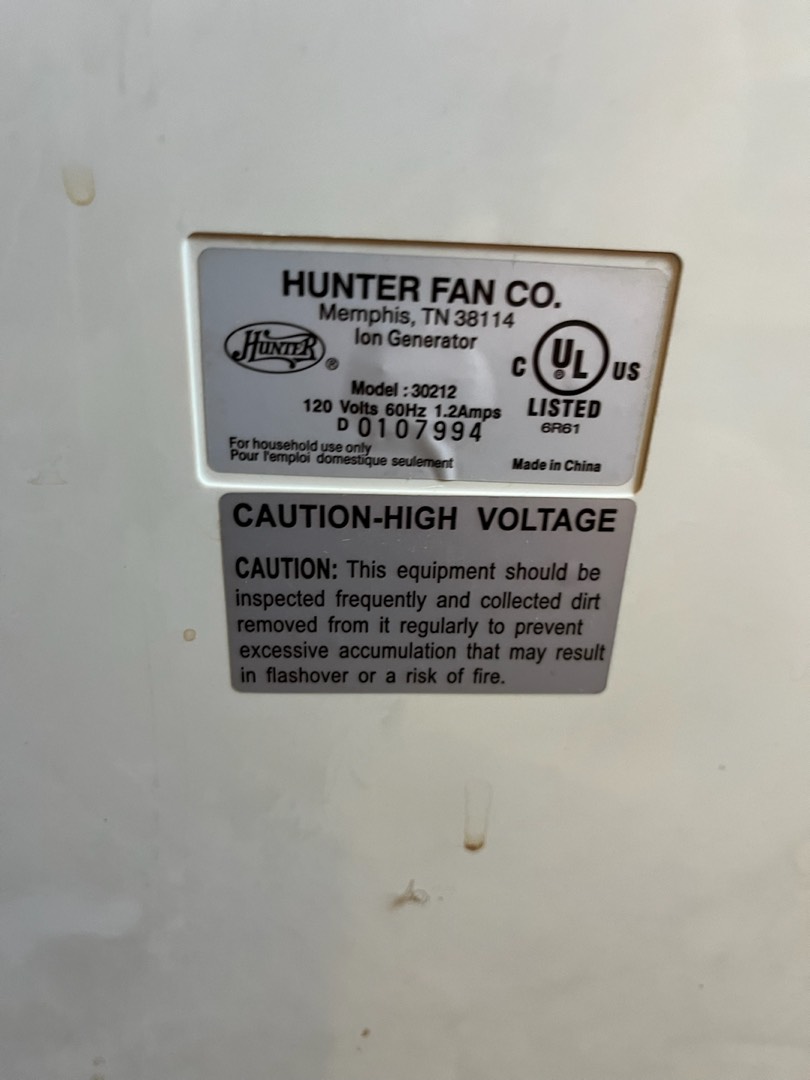 HUNTER FAN CO.
Memphis, TN 38114
Ion Generator
HUNTER ®
C UL ® US
LISTED
6R61
Model : 30212
120 Volts 60Hz 1.2Amps
D 0107994
For household use only
Pour l'emploi domestique seulement
Made in China
CAUTION-HIGH VOLTAGE
CAUTION: This equipment should be
inspected frequently and collected dirt
removed from it regularly to prevent
excessive accumulation that may result
in flashover or a risk of fire.